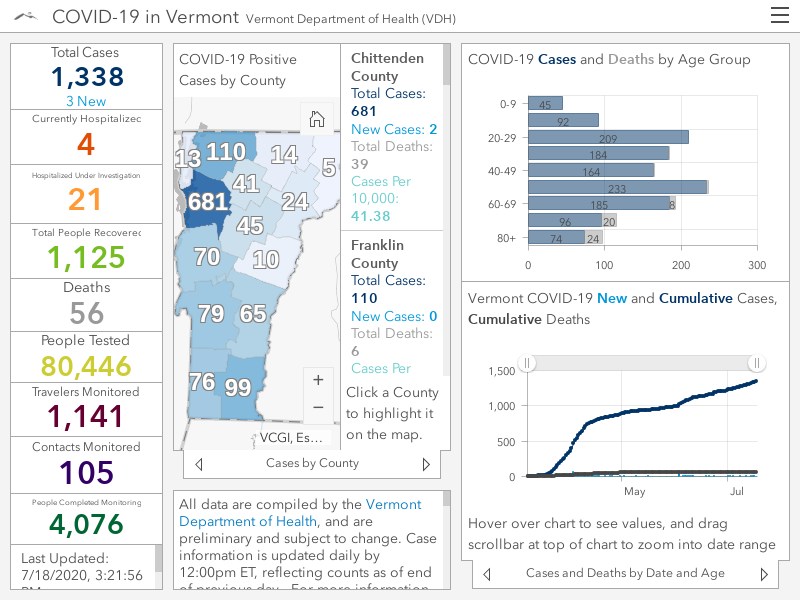 COVID-19 in Vermont Vermont Department of Health (VDH)
Total Cases
1,338
3 New
Currently Hospitalized
4
Hospitalized Under Investigation
21
Total People Recovered
1,125
Deaths
56
People Tested
80,446
Travelers Monitored
1,141
Contacts Monitored
105
People Completed Monitoring
4,076
Last Updated:
7/18/2020, 3:21:56
PM
COVID-19 Positive
Cases by County
13 110 14 5
41
681 24
45
70 10
79 65
76 99
+
−
VCGI, Es...
Chittenden
County
Total Cases:
681
New Cases: 2
Total Deaths:
39
Cases Per
10,000:
41.38
Franklin
County
Total Cases:
110
New Cases: 0
Total Deaths:
6
Cases Per
Click a County
to highlight it
on the map.
Cases by County
All data are compiled by the Vermont
Department of Health, and are
preliminary and subject to change. Case
information is updated daily by
12:00pm ET, reflecting counts as of end
of previous day. For more information
COVID-19 Cases and Deaths by Age Group
0-9 45
92
20-29 209
184
40-49 164
233
60-69 185 8
96 20
80+ 74 24
0 100 200 300
Vermont COVID-19 New and Cumulative Cases,
Cumulative Deaths
1,500
1,000
500
0
May Jul
Hover over chart to see values, and drag
scrollbar at top of chart to zoom into date range
Cases and Deaths by Date and Age